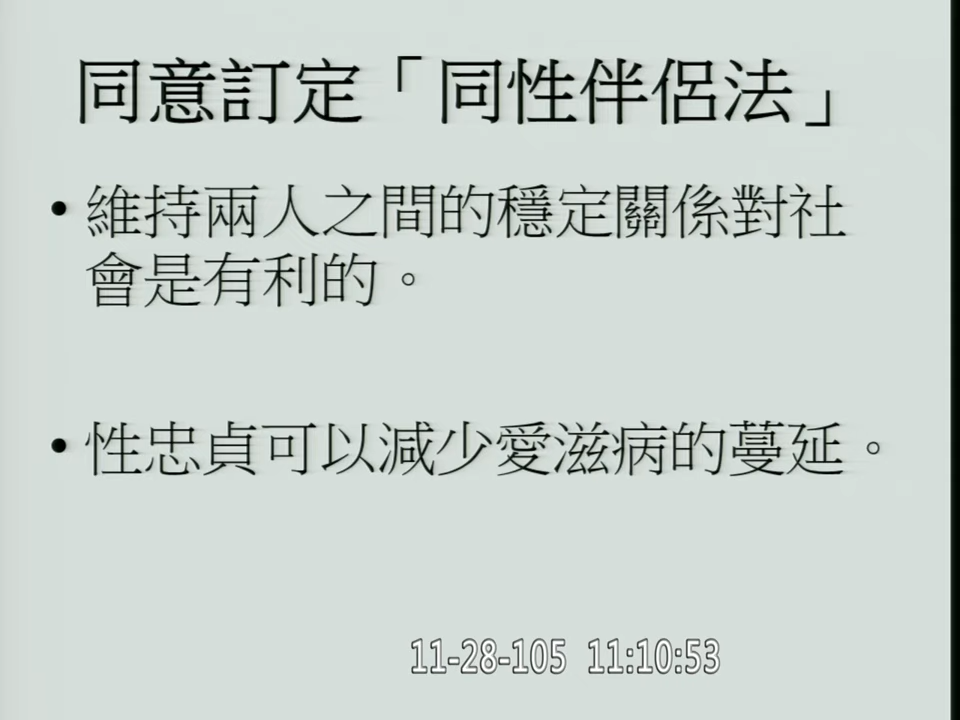 同意訂定「同性伴侶法」
• 維持兩人之間的穩定關係對社
會是有利的。
• 性忠貞可以減少愛滋病的蔓延。
11-28-105 11:10:53